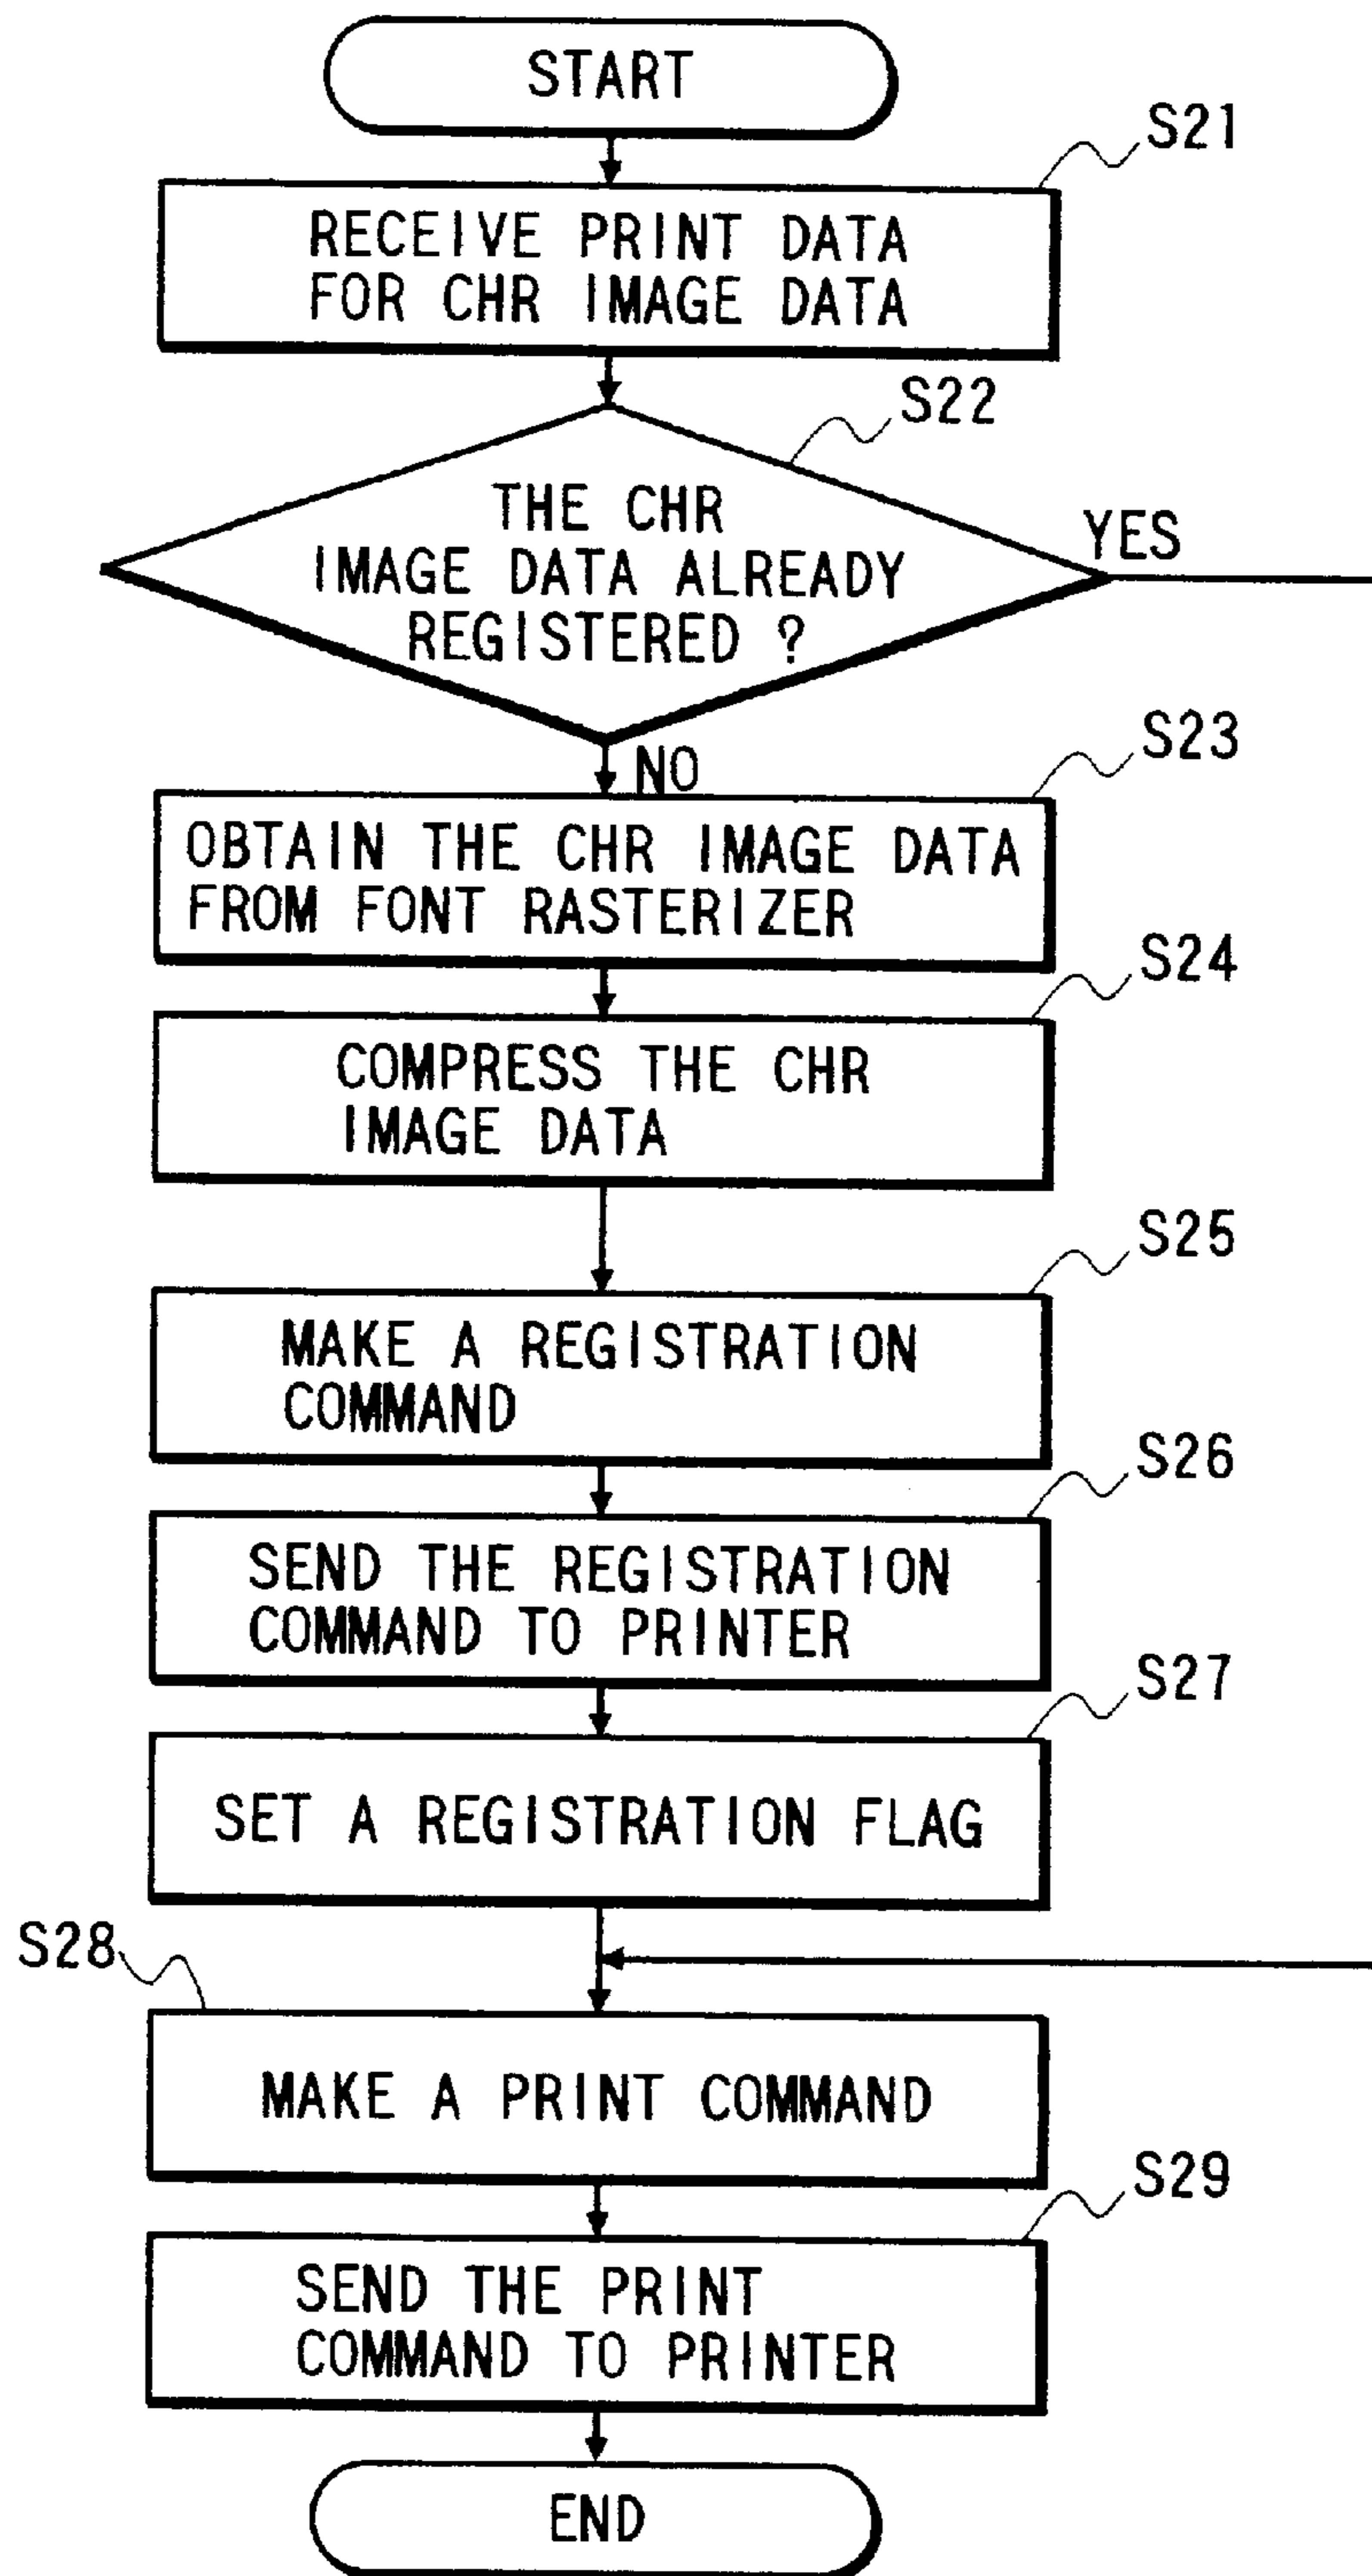 START
S21
RECEIVE PRINT DATA
FOR CHR IMAGE DATA
S22
THE CHR
IMAGE DATA ALREADY
REGISTERED ?
YES
NO
S23
OBTAIN THE CHR IMAGE DATA
FROM FONT RASTERIZER
S24
COMPRESS THE CHR
IMAGE DATA
S25
MAKE A REGISTRATION
COMMAND
S26
SEND THE REGISTRATION
COMMAND TO PRINTER
S27
SET A REGISTRATION FLAG
S28
MAKE A PRINT COMMAND
S29
SEND THE PRINT
COMMAND TO PRINTER
END